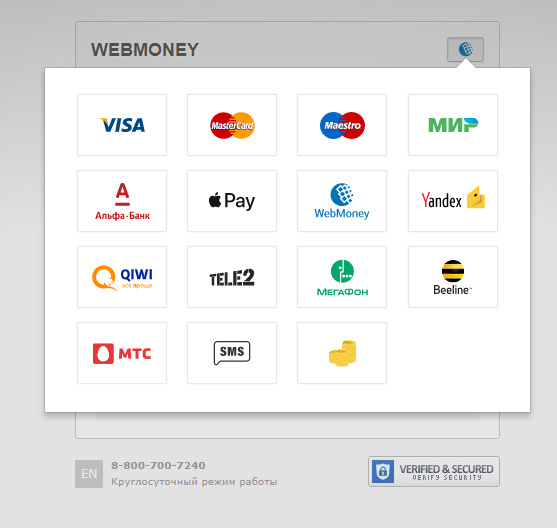 WEBMONEY
VISA
MasterCard
Maestro
МИР
А
Альфа·Банк
Pay
WebMoney
Yandex
QIWI
всё проще
TELE2
МЕГАФОН
Beeline™
МТС
SMS
EN
8-800-700-7240
Круглосуточный режим работы
VERIFIED & SECURED
VERIFY SECURITY